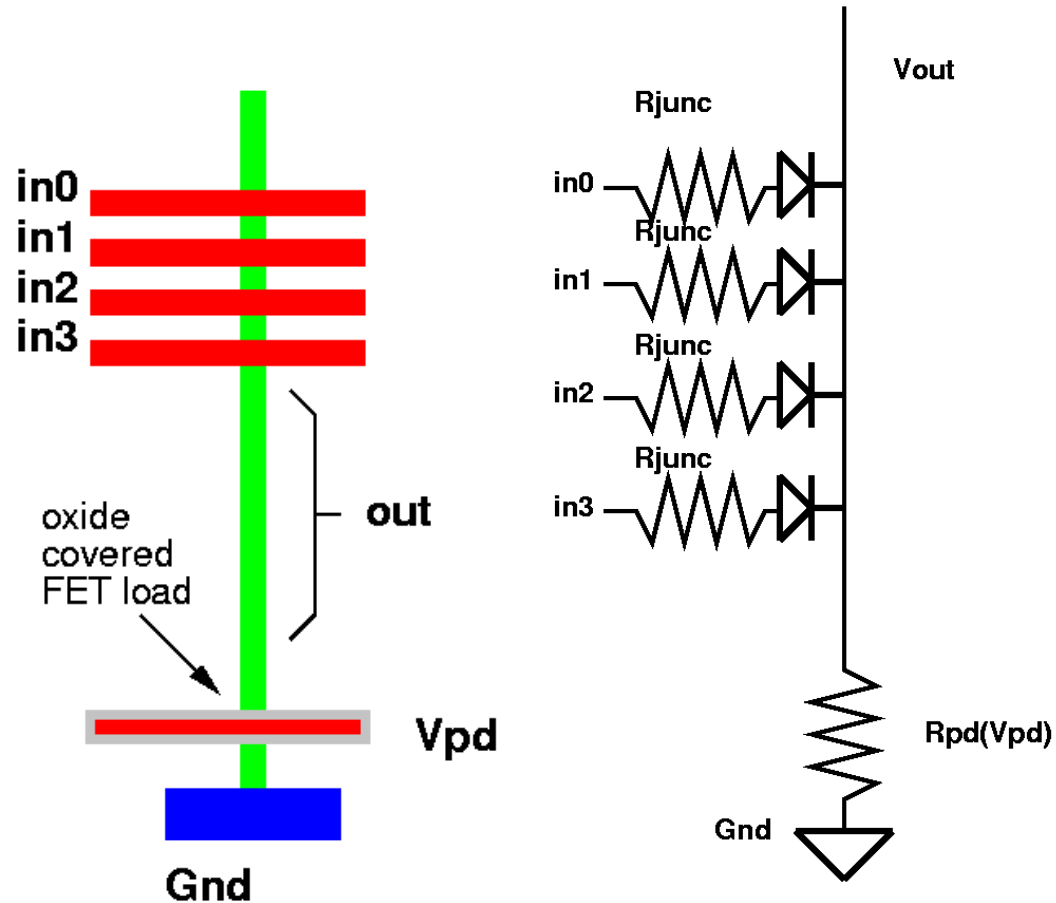 in0
in1
in2
in3
out
oxide
covered
FET load
Vpd
Gnd
Vout
Rjunc
in0
Rjunc
in1
Rjunc
in2
Rjunc
in3
Rpd(Vpd)
Gnd